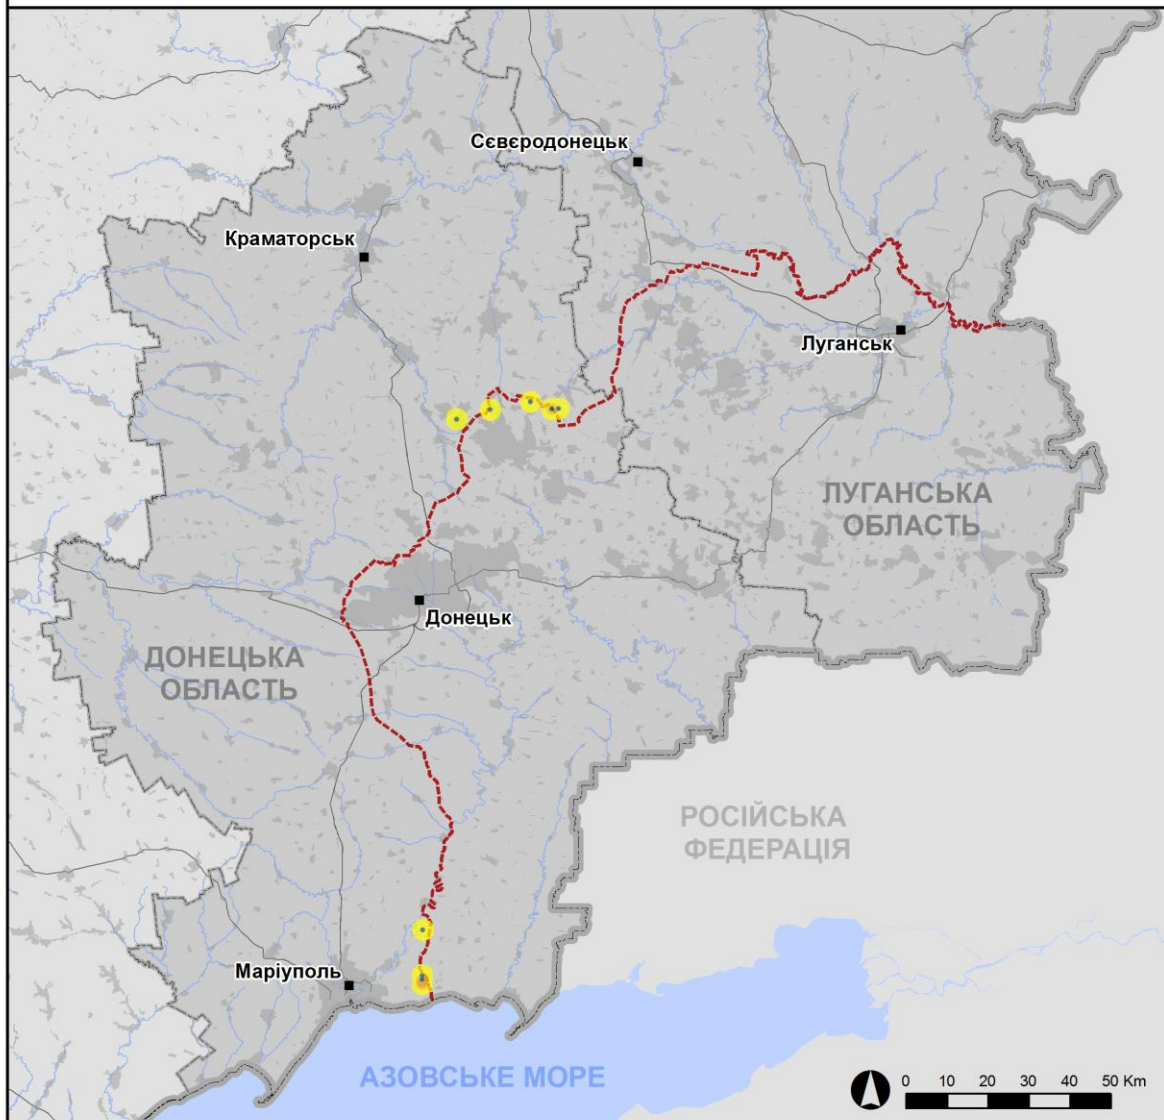 Сєвєродонецьк
Краматорськ
Луганськ
ЛУГАНСЬКА
ОБЛАСТЬ
Донецьк
ДОНЕЦЬКА
ОБЛАСТЬ
РОСІЙСЬКА
ФЕДЕРАЦІЯ
Маріуполь
АЗОВСЬКЕ МОРЕ
0 10 20 30 40 50 Km